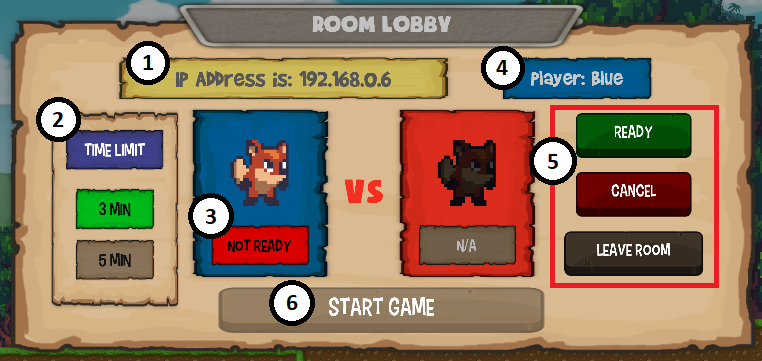 ROOM LOBBY
1
IP Address is: 192.168.0.6
4
Player: Blue
2
TIME LIMIT
3 MIN
5 MIN
3
NOT READY
VS
N/A
5
READY
CANCEL
LEAVE ROOM
6
START GAME